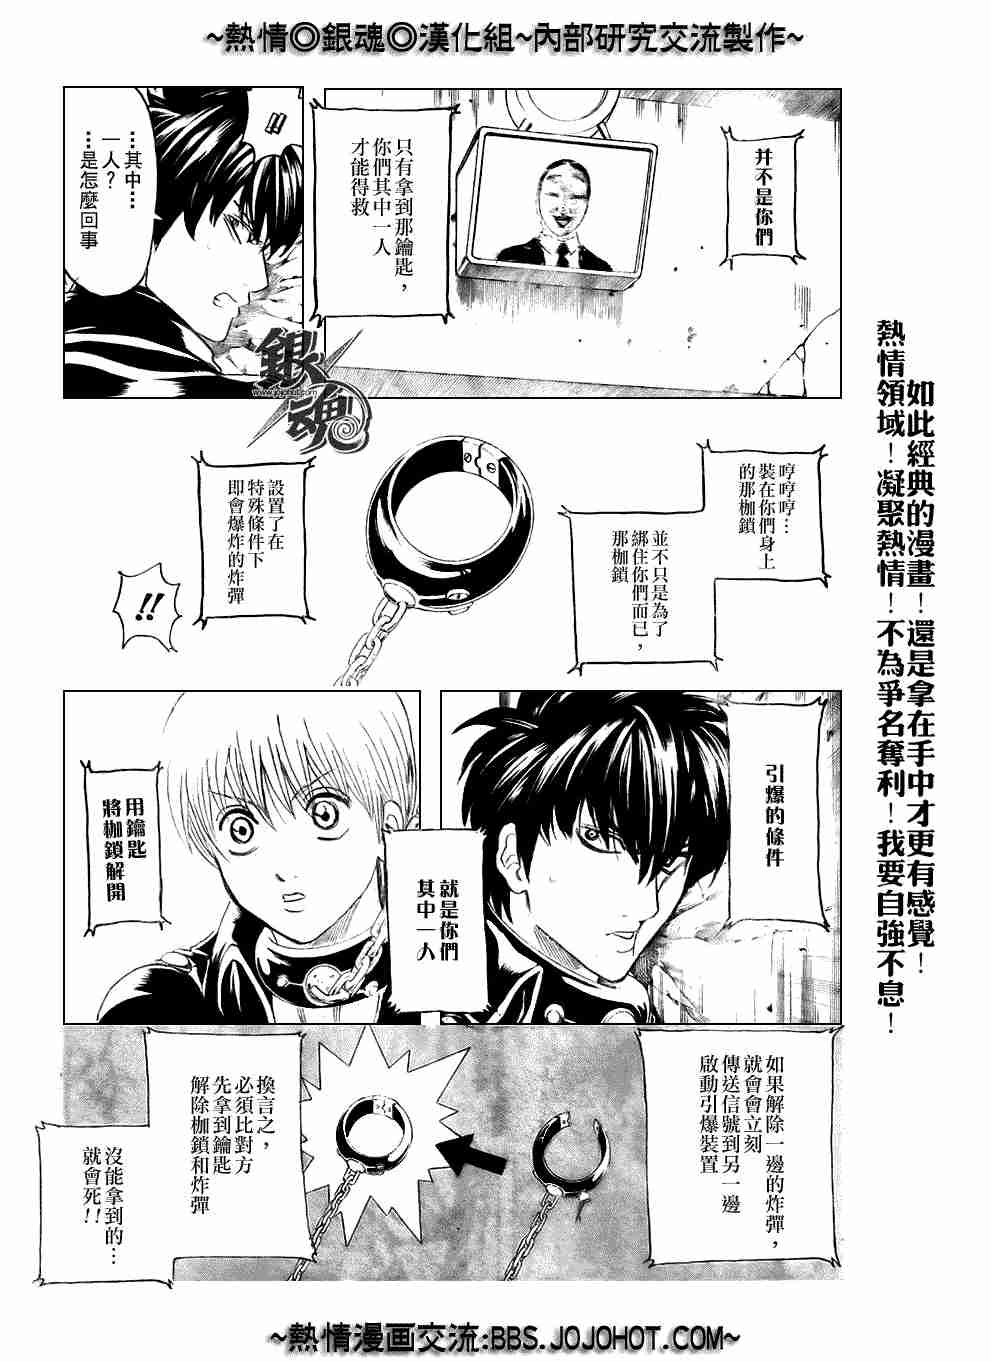 ~熱情◎銀魂◎漢化組~內部研究交流製作~
并不是你們
只有拿到那鑰匙，
你們其中一人
才能得救
!!
…其中…
一人?
…是怎麼回事
銀魂
www.jojohot.com
哼哼哼…
裝在你們身上
的那枷鎖
並不只是為了
綁住你們而已，
那枷鎖
設置了在
特殊條件下
即會爆炸的炸彈
!!
引爆的條件
就是你們
其中一人
用鑰匙
將枷鎖解開
如果解除一邊的炸彈，
就會會立刻
傳送信號到另一邊
啟動引爆裝置
換言之，
必須比對方
先拿到鑰匙
解除枷鎖和炸彈
沒能拿到的…
就會死!!
如此經典的漫畫！還是拿在手中才更有感覺！
熱情領域！凝聚熱情！不為爭名奪利！我要自強不息！
~熱情漫画交流:BBS.JOJOHOT.COM~